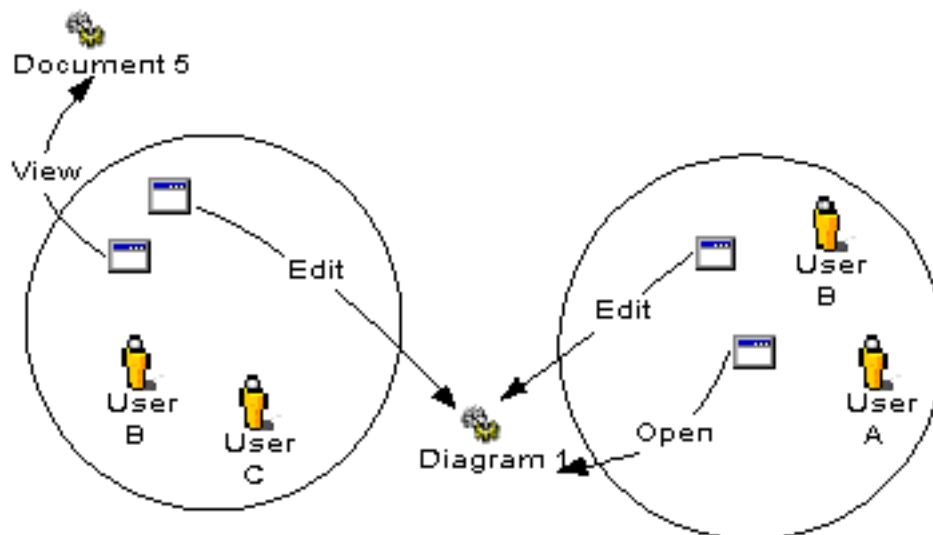 Document 5
View
Edit
User
B
User
C
Diagram 1
Edit
Open
User
B
User
A